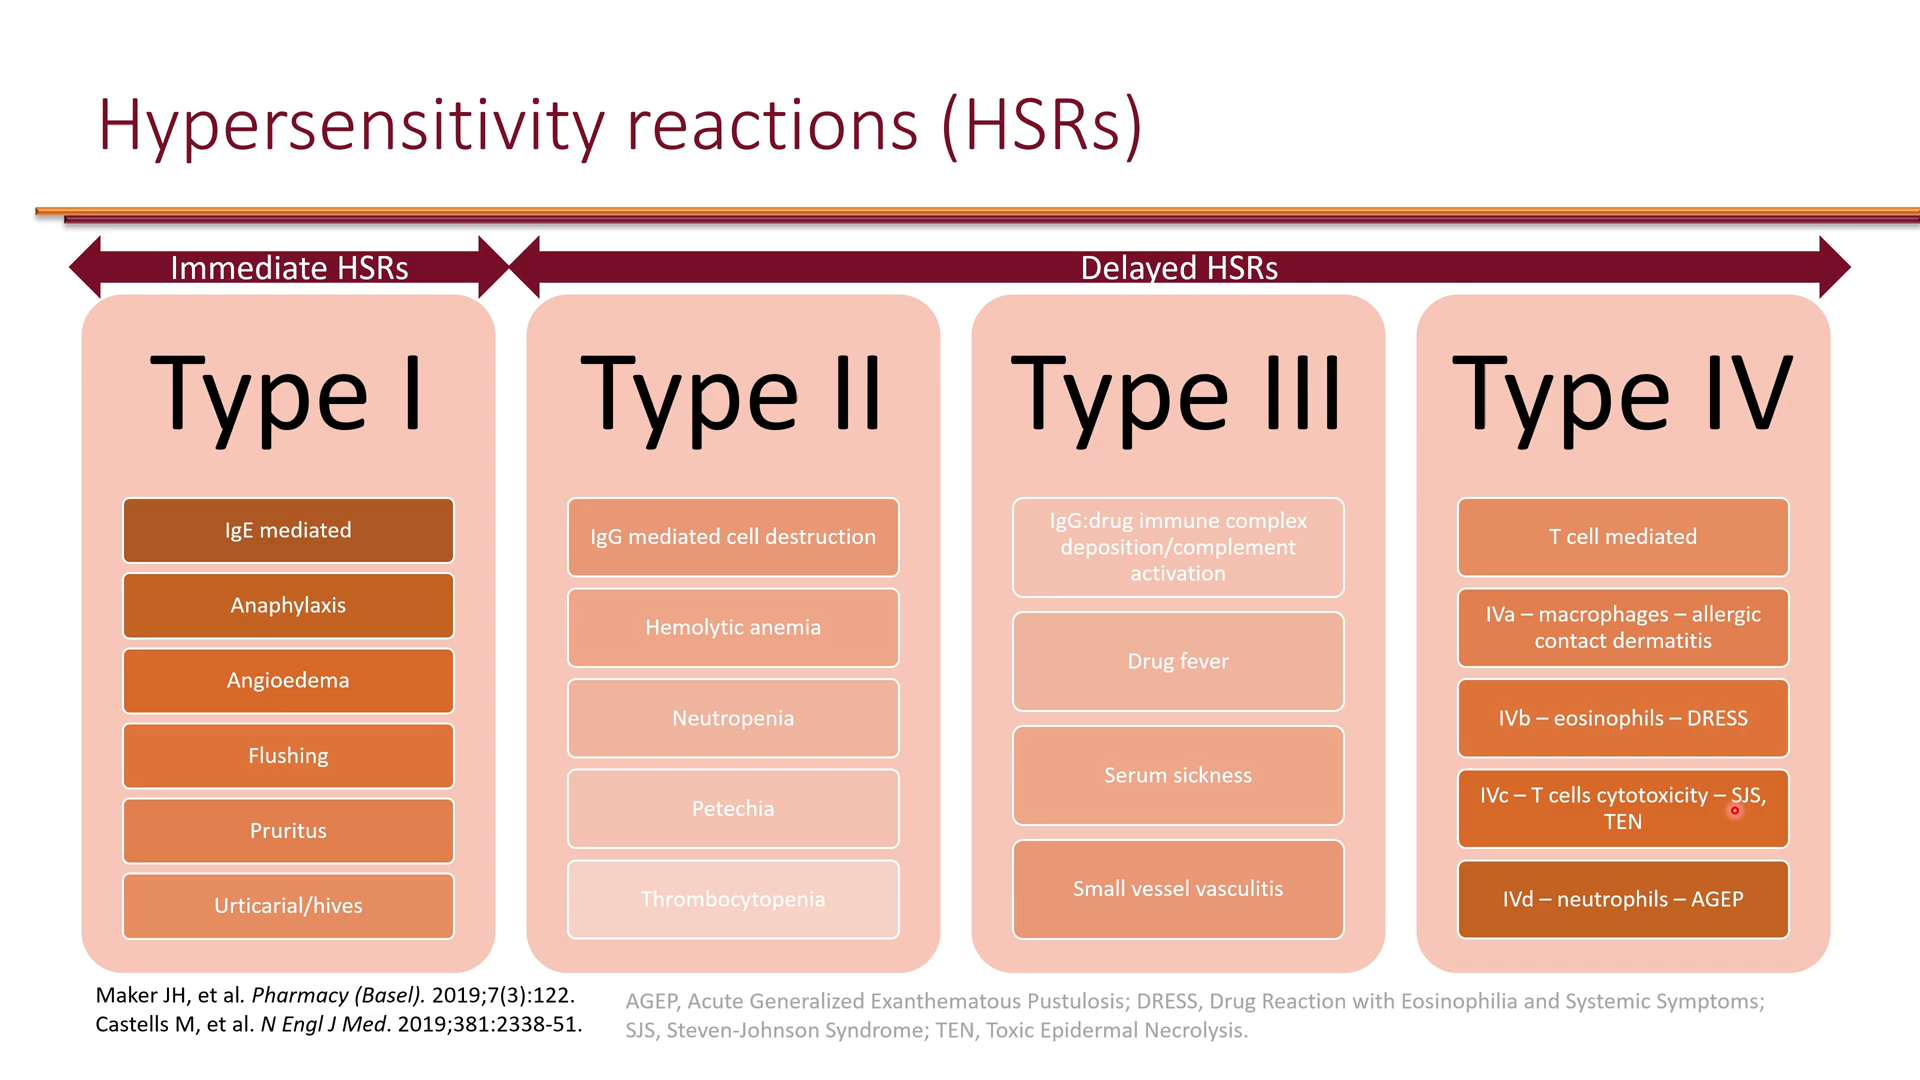 Hypersensitivity reactions (HSRs)
Immediate HSRs
Delayed HSRs
Type I
IgE mediated
Anaphylaxis
Angioedema
Flushing
Pruritus
Urticarial/hives
Type II
IgG mediated cell destruction
Hemolytic anemia
Neutropenia
Petechia
Thrombocytopenia
Type III
IgG:drug immune complex
deposition/complement
activation
Drug fever
Serum sickness
Small vessel vasculitis
Type IV
T cell mediated
IVa – macrophages – allergic
contact dermatitis
IVb – eosinophils – DRESS
IVc – T cells cytotoxicity – SJS,
TEN
IVd – neutrophils – AGEP
Maker JH, et al. Pharmacy (Basel). 2019;7(3):122.
Castells M, et al. N Engl J Med. 2019;381:2338-51.
AGEP, Acute Generalized Exanthematous Pustulosis; DRESS, Drug Reaction with Eosinophilia and Systemic Symptoms;
SJS, Steven-Johnson Syndrome; TEN, Toxic Epidermal Necrolysis.